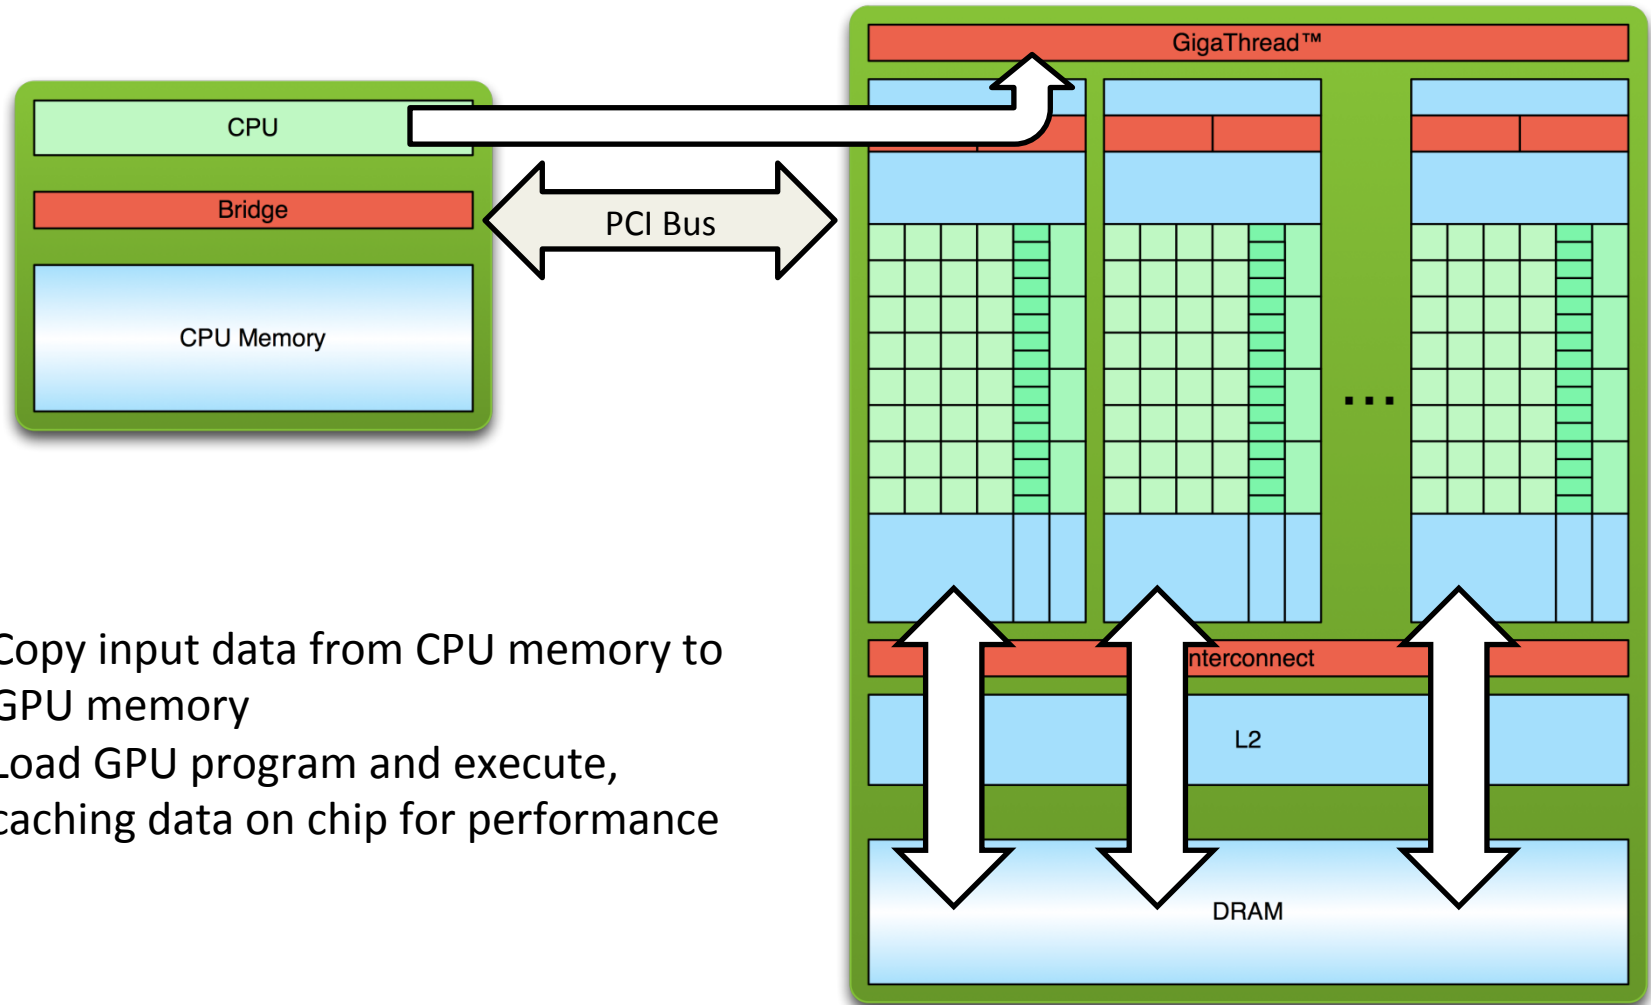 GigaThread™
CPU
Bridge
PCI Bus
CPU Memory
...
Copy input data from CPU memory to
GPU memory
Load GPU program and execute,
caching data on chip for performance
nterconnect
L2
DRAM